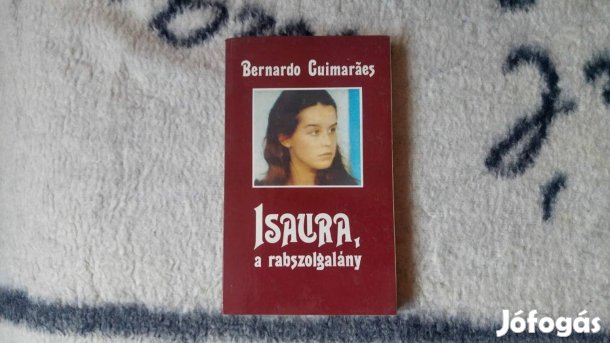 Bernardo Guimarães
ISAURA,
a rabszolgalány
Jófogás